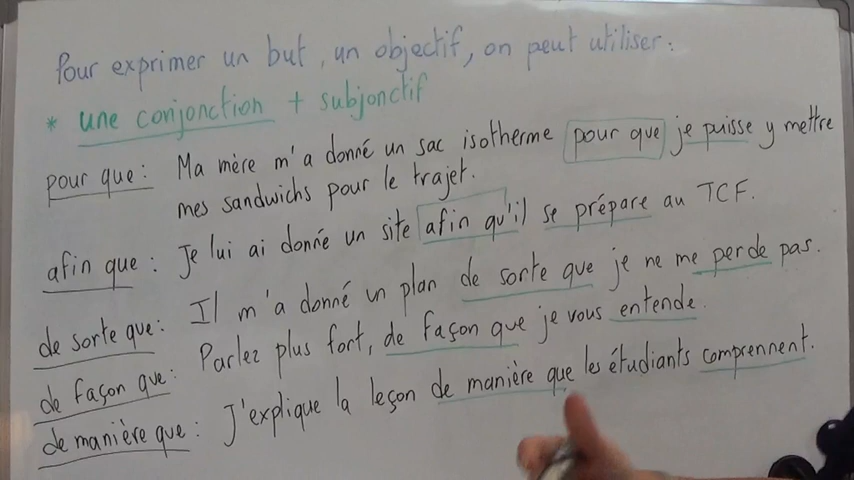 Pour exprimer un but, un objectif, on peut utiliser :
* une conjonction + subjonctif
pour que : Ma mère m'a donné un sac isotherme pour que je puisse y mettre
mes sandwichs pour le trajet.
afin que : Je lui ai donné un site afin qu'il se prépare au TCF.
de sorte que : Il m'a donné un plan de sorte que je ne me perde pas.
de façon que : Parlez plus fort, de façon que je vous entende.
de manière que : J'explique la leçon de manière que les étudiants comprennent.